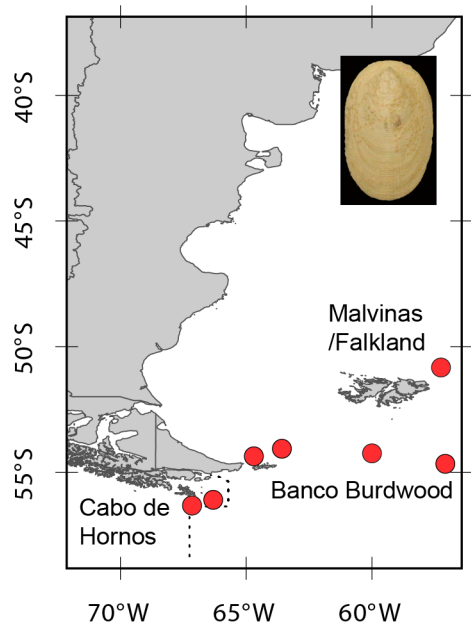 40°S
45°S
Malvinas
/Falkland
50°S
55°S
Banco Burdwood
Cabo de
Hornos
70°W 65°W 60°W